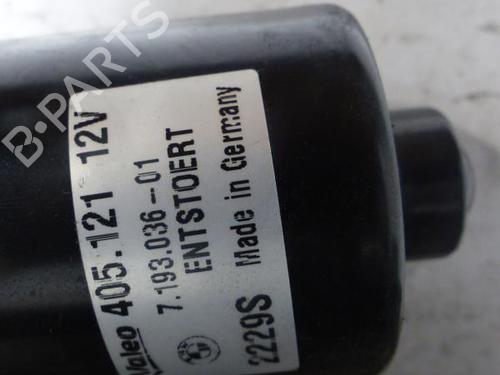 B-PARTS
Valeo 405.121 12V
7.193.036-01
ENTSTOERT
2229S Made in Germany